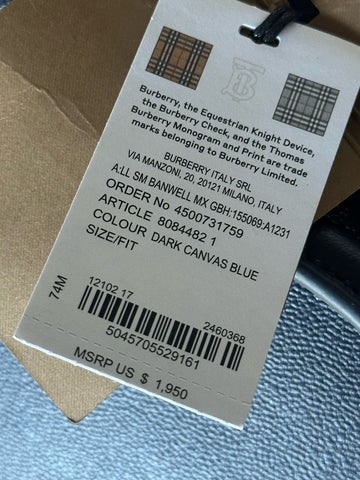 Burberry, the Equestrian Knight Device,
the Burberry Check, and the Thomas
Burberry Monogram and Print are trade
marks belonging to Burberry Limited.
BURBERRY ITALY SRL
VIA MANZONI, 20, 20121 MILANO, ITALY
A:LL SM BANWELL MX GBH:155069:A1231
ORDER No 4500731759
ARTICLE 8084482 1
COLOUR DARK CANVAS BLUE
SIZE/FIT
74M
12102 17
2460368
5045705529161
MSRP US $ 1,950